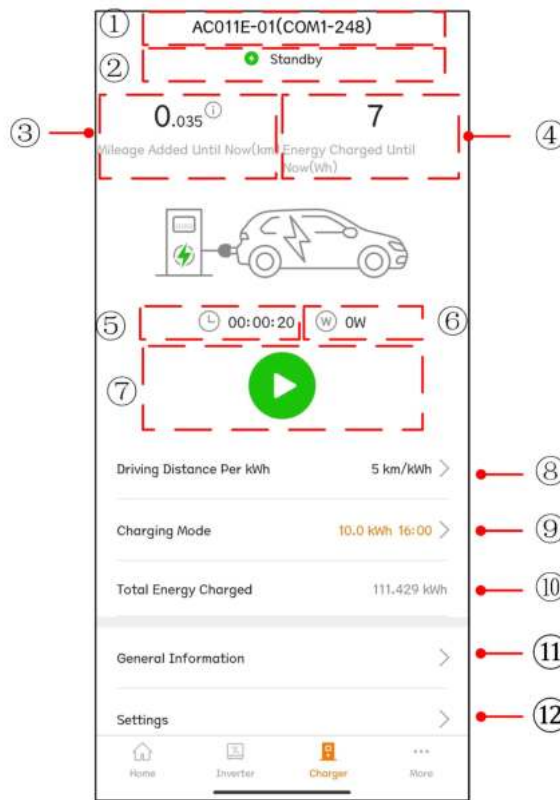 ① AC011E-01(COM1-248)
② Standby
③ 0.035 i 7 ④
Mileage Added Until Now(km) Energy Charged Until
Now(Wh)
⑤ 00:00:20 W 0W ⑥
⑦
Driving Distance Per kWh 5 km/kWh ⑧
Charging Mode 10.0 kWh 16:00 ⑨
Total Energy Charged 111.429 kWh ⑩
General Information ⑪
Settings ⑫
Home Inverter Charger More